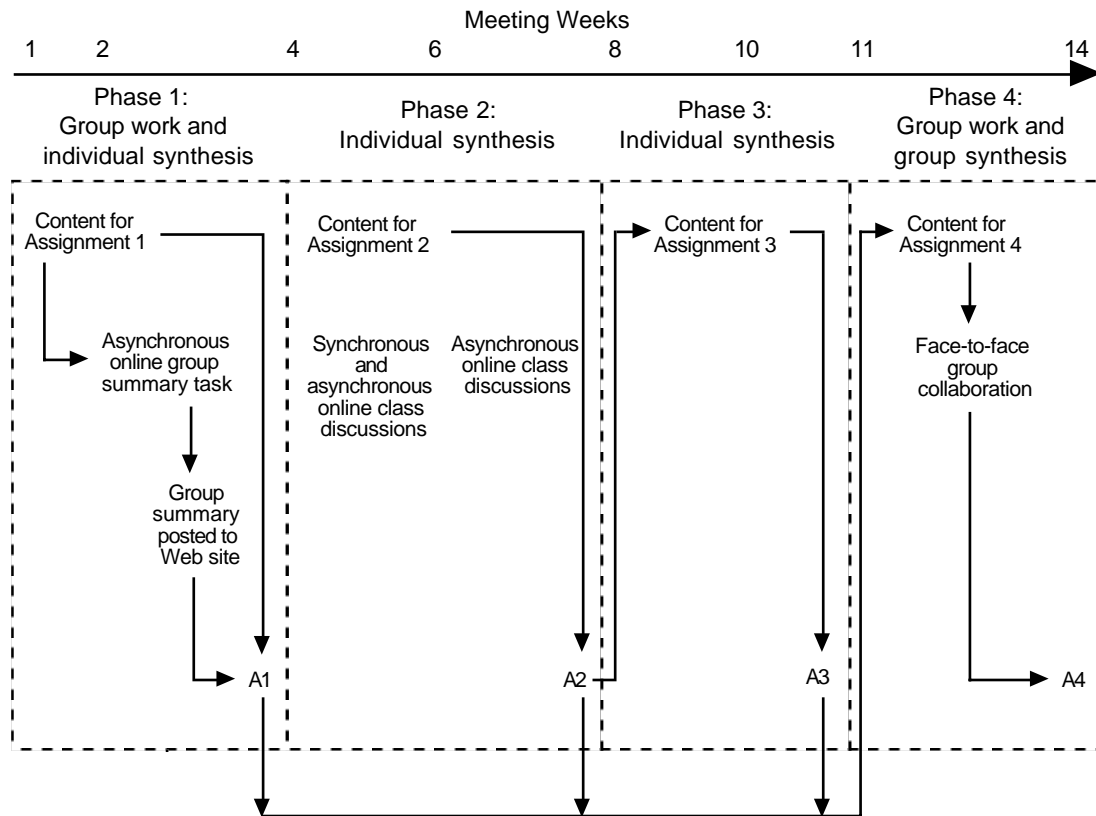 Meeting Weeks
1 2 4 6 8 10 11 14
Phase 1:
Group work and
individual synthesis
Phase 2:
Individual synthesis
Phase 3:
Individual synthesis
Phase 4:
Group work and
group synthesis
Content for
Assignment 1
Asynchronous
online group
summary task
Group
summary
posted to
Web site
A1
Content for
Assignment 2
Synchronous
and
asynchronous
online class
discussions
Asynchronous
online class
discussions
A2
Content for
Assignment 3
A3
Content for
Assignment 4
Face-to-face
group
collaboration
A4